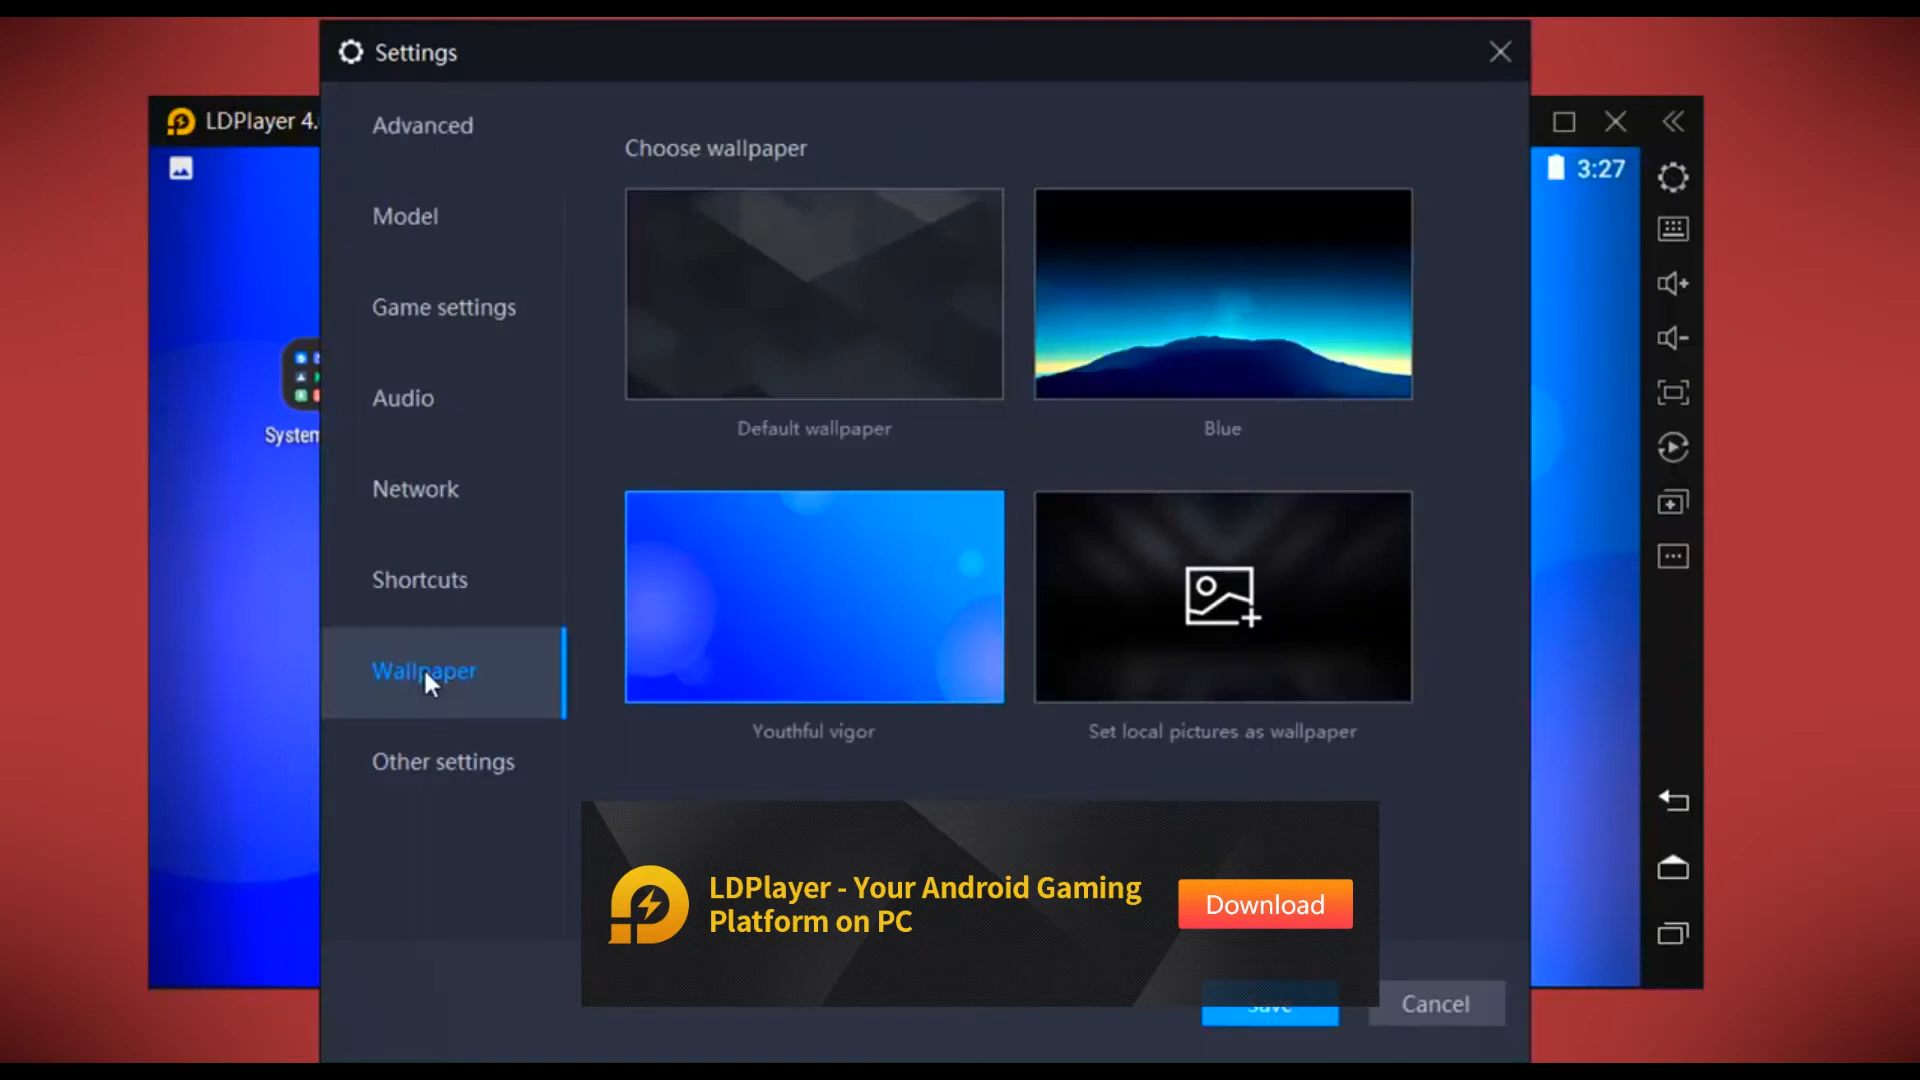 Settings
LDPlayer 4.
3:27
Advanced
Model
Game settings
Audio
Network
Shortcuts
Wallpaper
Other settings
System
Choose wallpaper
Default wallpaper
Blue
Youthful vigor
Set local pictures as wallpaper
LDPlayer - Your Android Gaming
Platform on PC
Download
Save
Cancel